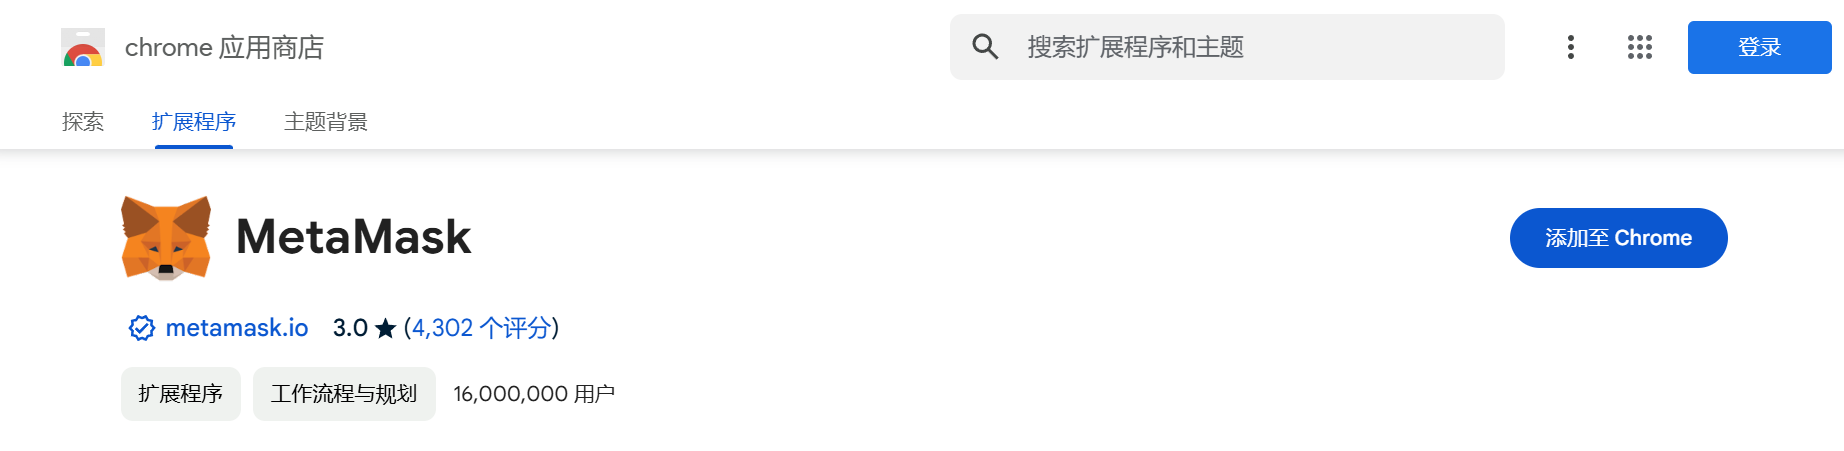 chrome 应用商店
搜索扩展程序和主题
登录
探索 扩展程序 主题背景
MetaMask
添加至 Chrome
metamask.io 3.0 ★ (4,302 个评分)
扩展程序 工作流程与规划 16,000,000 用户